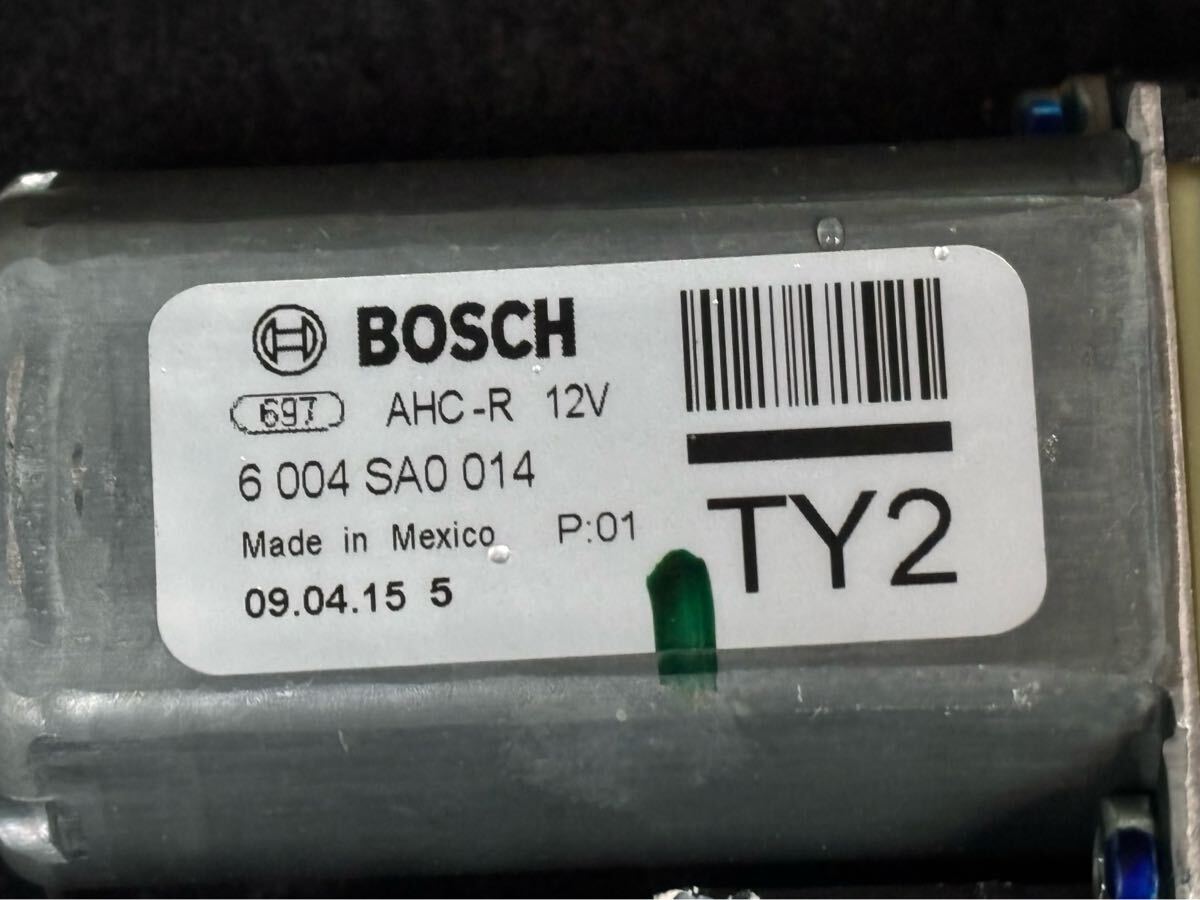 BOSCH
697 AHC-R 12V
6 004 SA0 014
Made in Mexico P:01
09.04.15 5
TY2